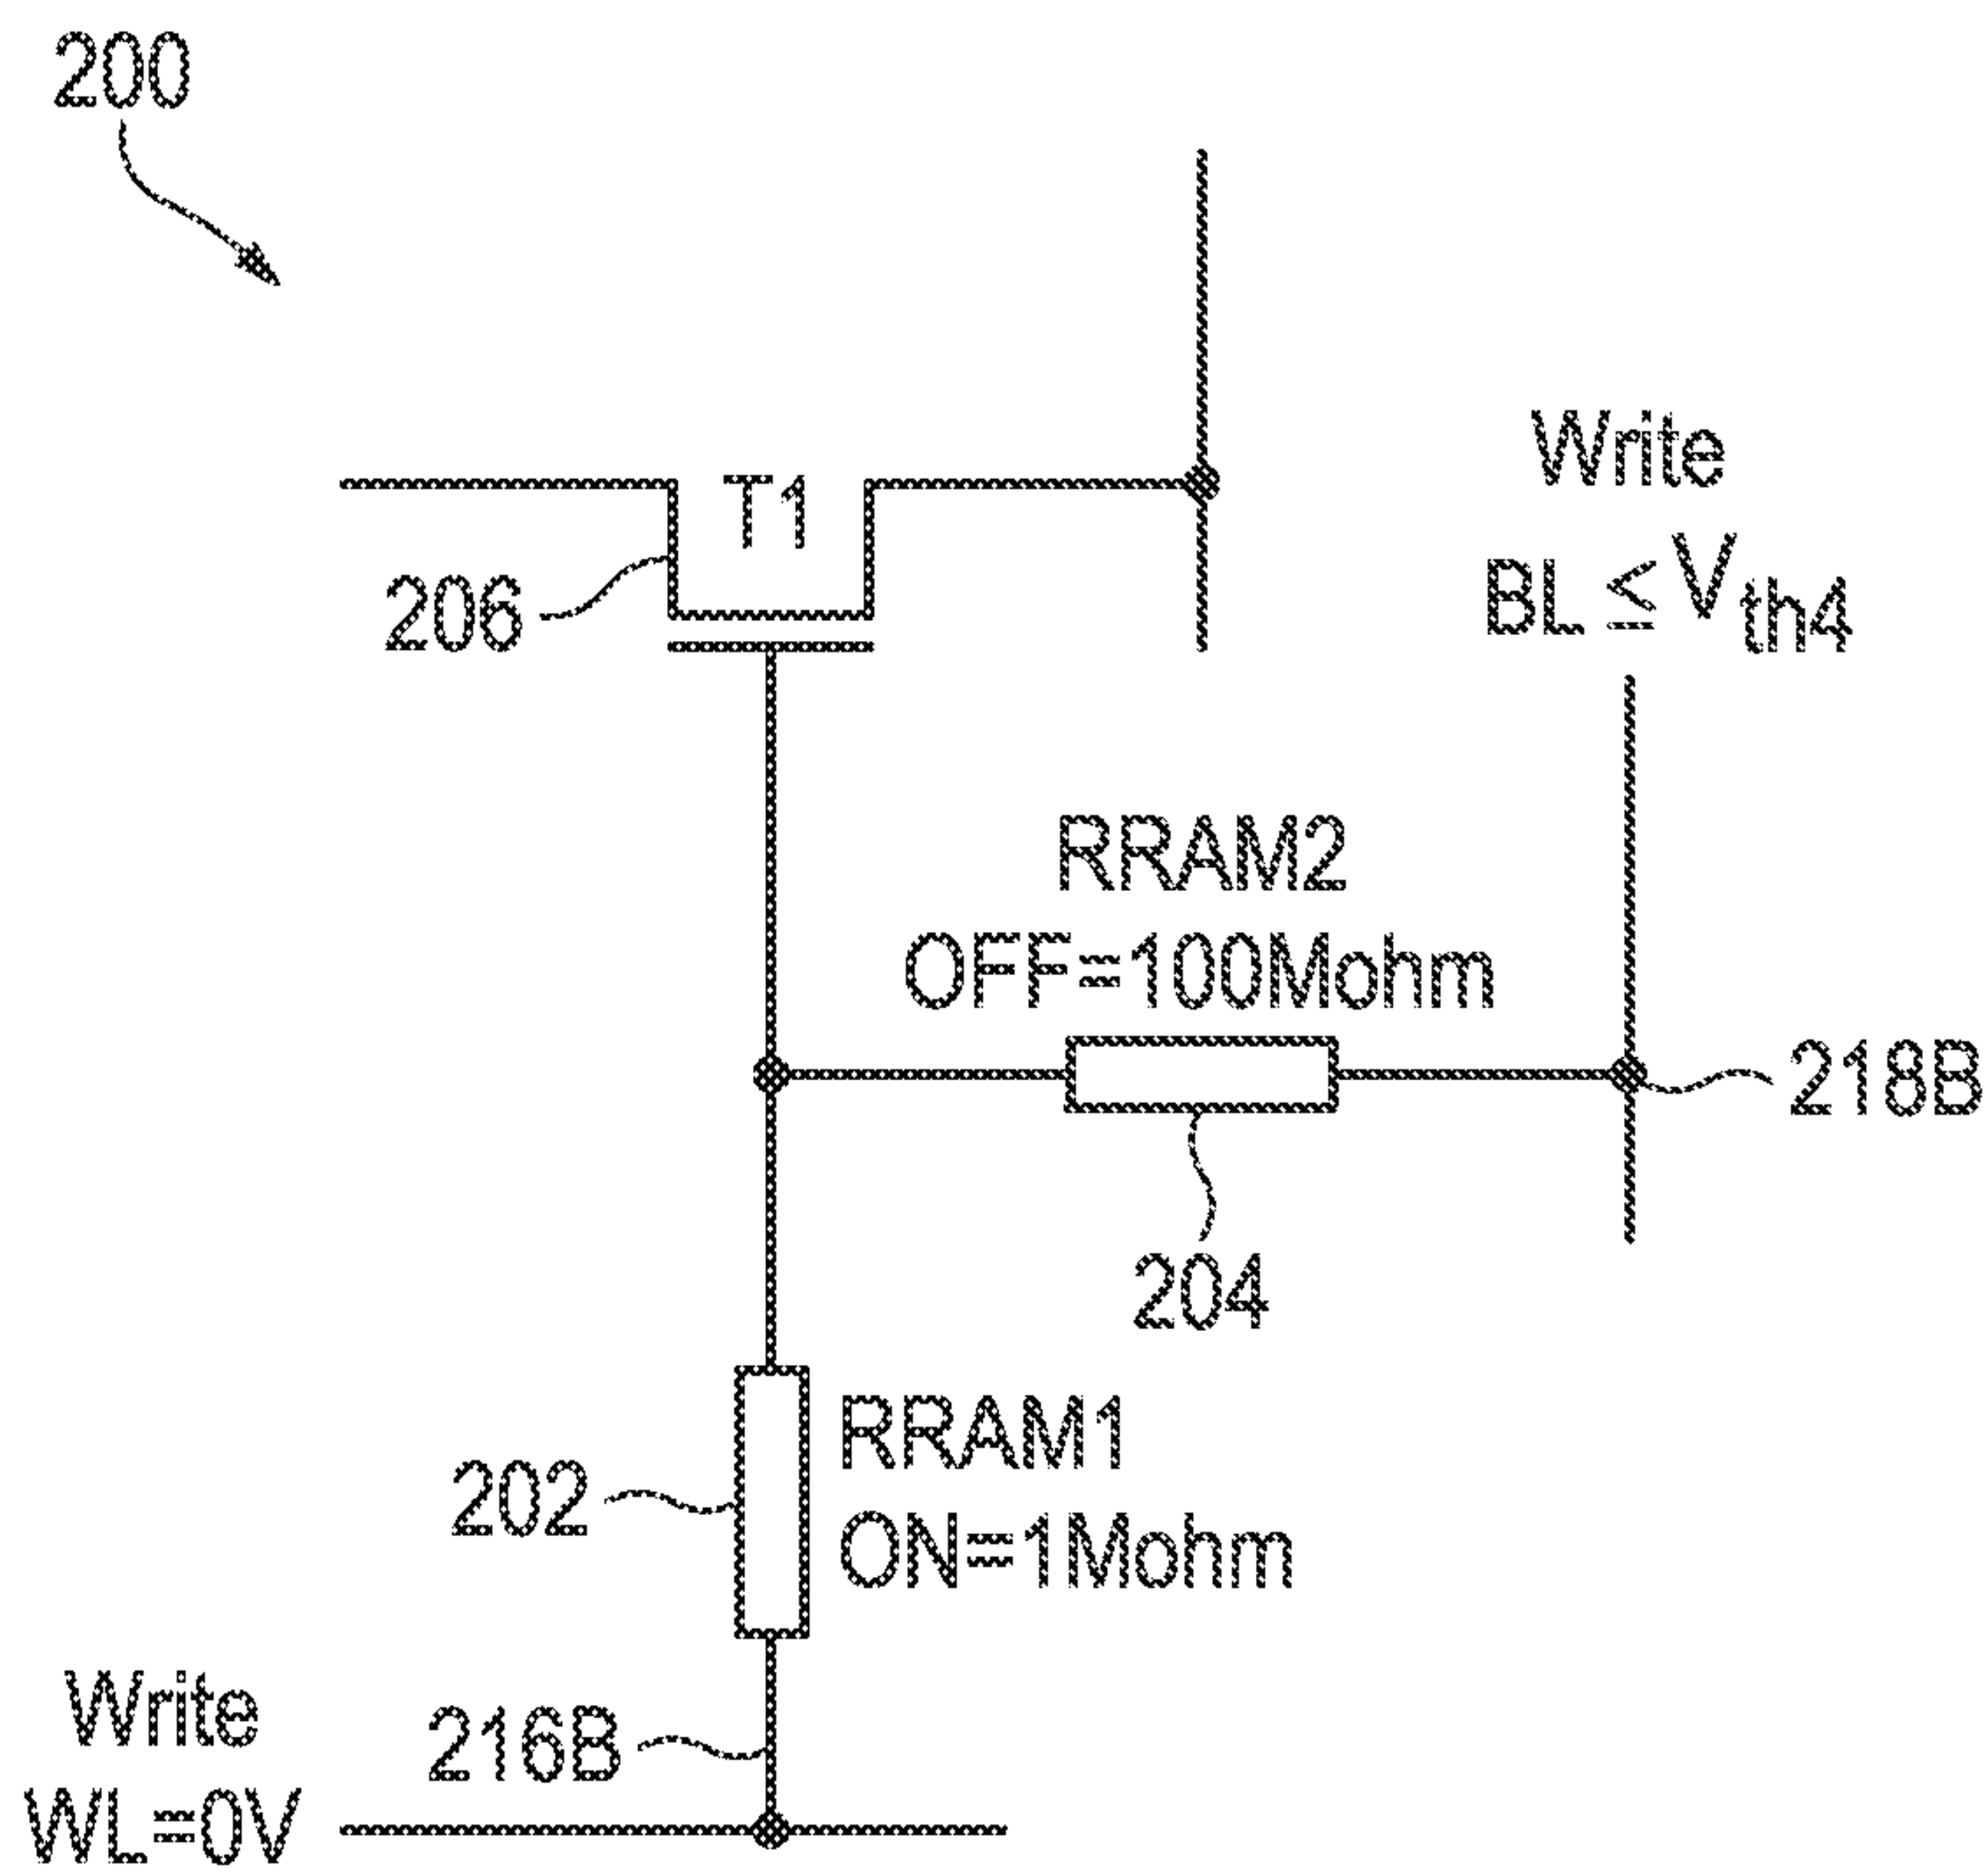 200
T1
206
Write
BL ≤ Vth4
RRAM2
OFF=100Mohm
218B
204
202
RRAM1
ON=1Mohm
216B
Write
WL=0V